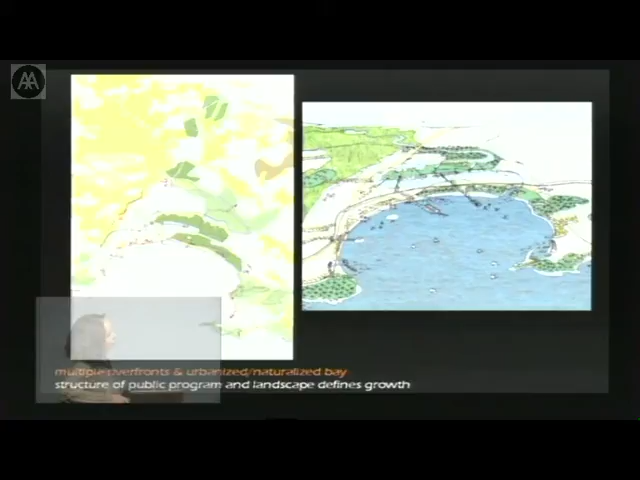 AA
multiple riverfronts & urbanized/naturalized bay
structure of public program and landscape defines growth